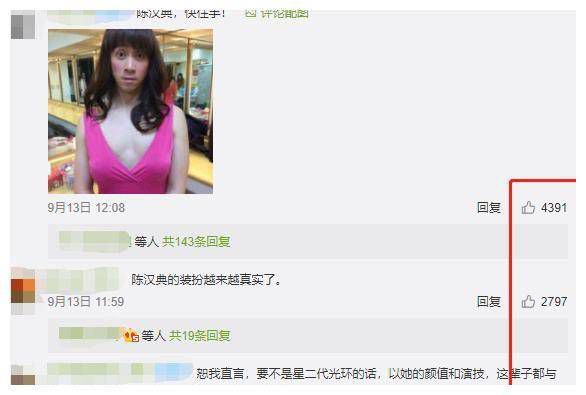 陈汉典，快住手！ 评论配图
9月13日 12:08 回复 4391
等人 共143条回复
陈汉典的装扮越来越真实了。
9月13日 11:59 回复 2797
等人 共19条回复
恕我直言，要不是星二代光环的话，以她的颜值和演技，这辈子都与